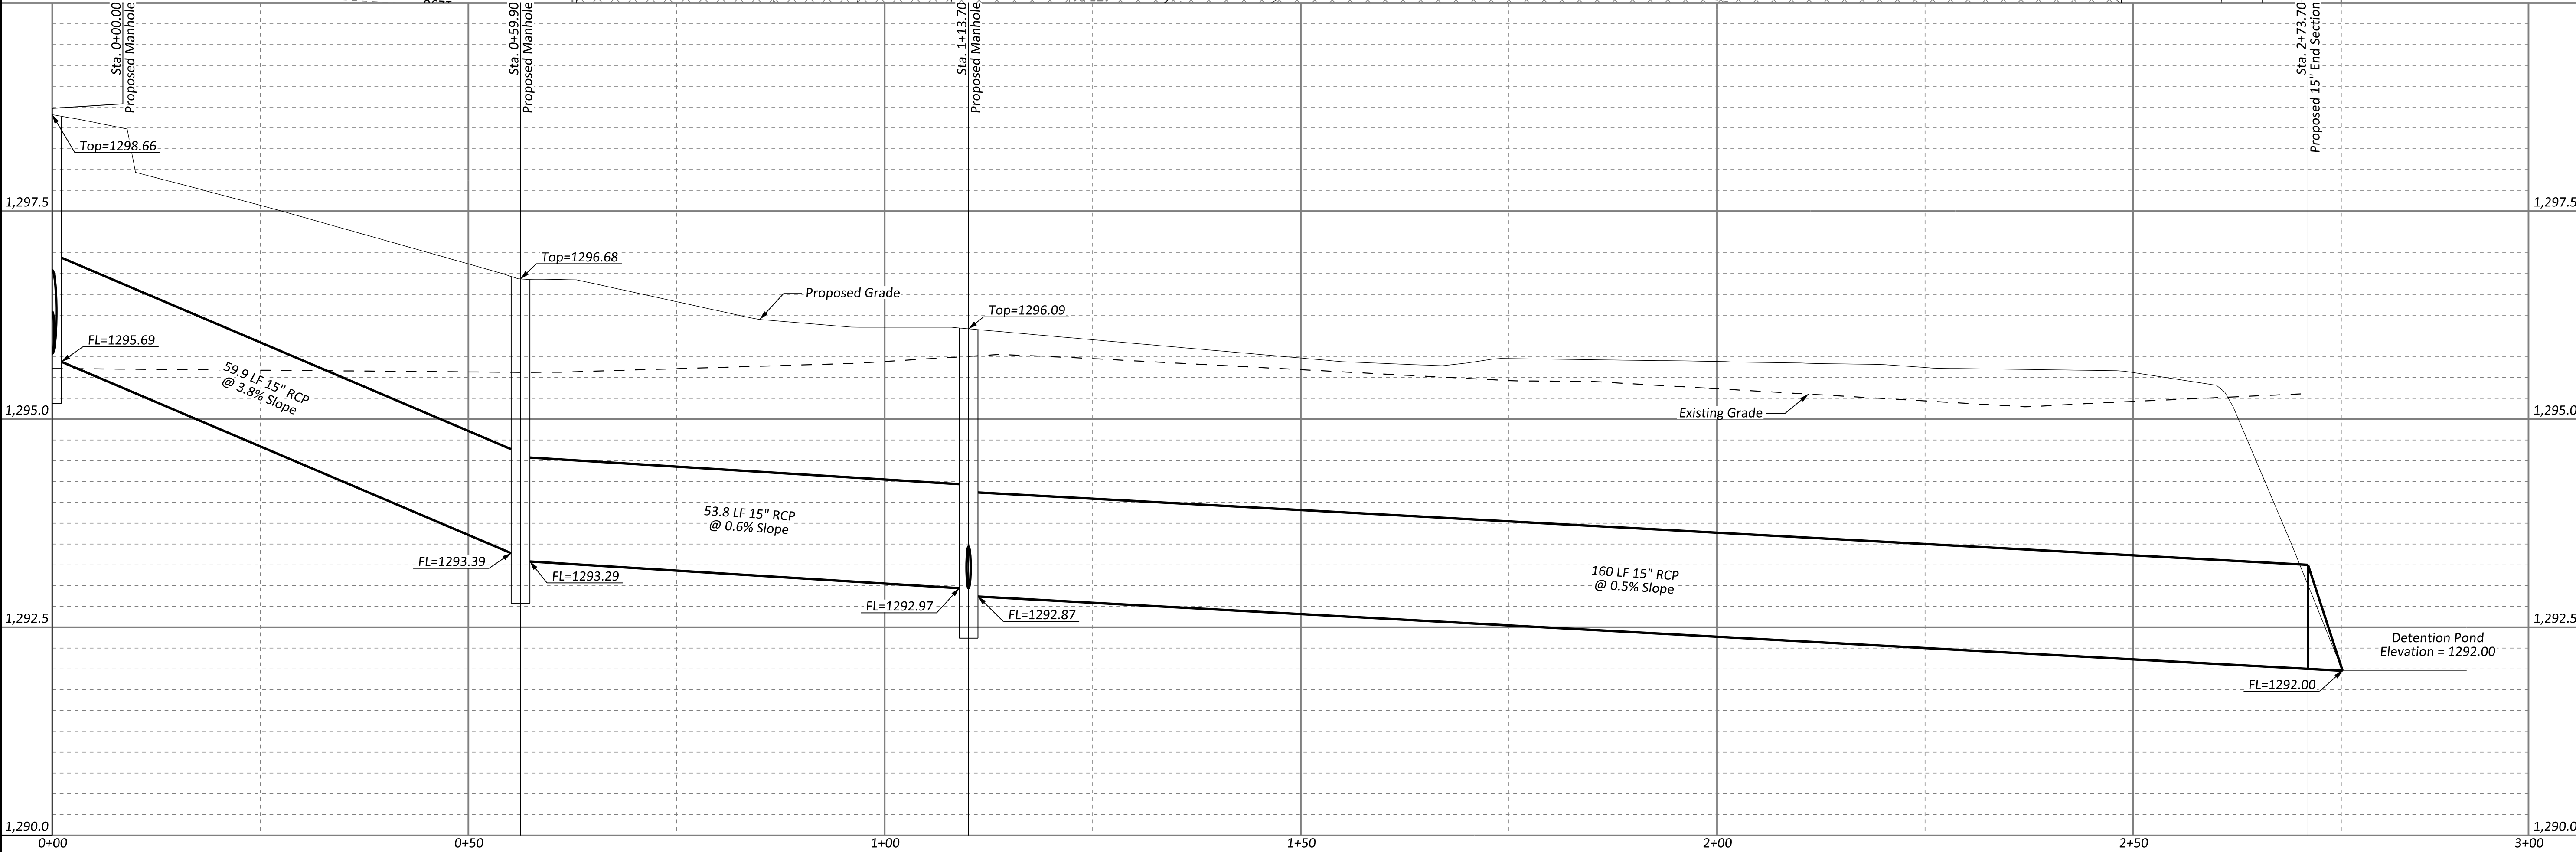 Sta. 0+00.00
Proposed Manhole
Sta. 0+59.90
Proposed Manhole
Sta. 1+13.70
Proposed Manhole
Sta. 2+73.70
Proposed 15" End Section
Top=1298.66
1,297.5
1,297.5
Top=1296.68
Proposed Grade
Top=1296.09
FL=1295.69
59.9 LF 15" RCP
@ 3.8% Slope
Existing Grade
1,295.0
1,295.0
53.8 LF 15" RCP
@ 0.6% Slope
FL=1293.39
FL=1293.29
160 LF 15" RCP
@ 0.5% Slope
FL=1292.97
FL=1292.87
1,292.5
1,292.5
Detention Pond
Elevation = 1292.00
FL=1292.00
1,290.0
1,290.0
0+00
0+50
1+00
1+50
2+00
2+50
3+00